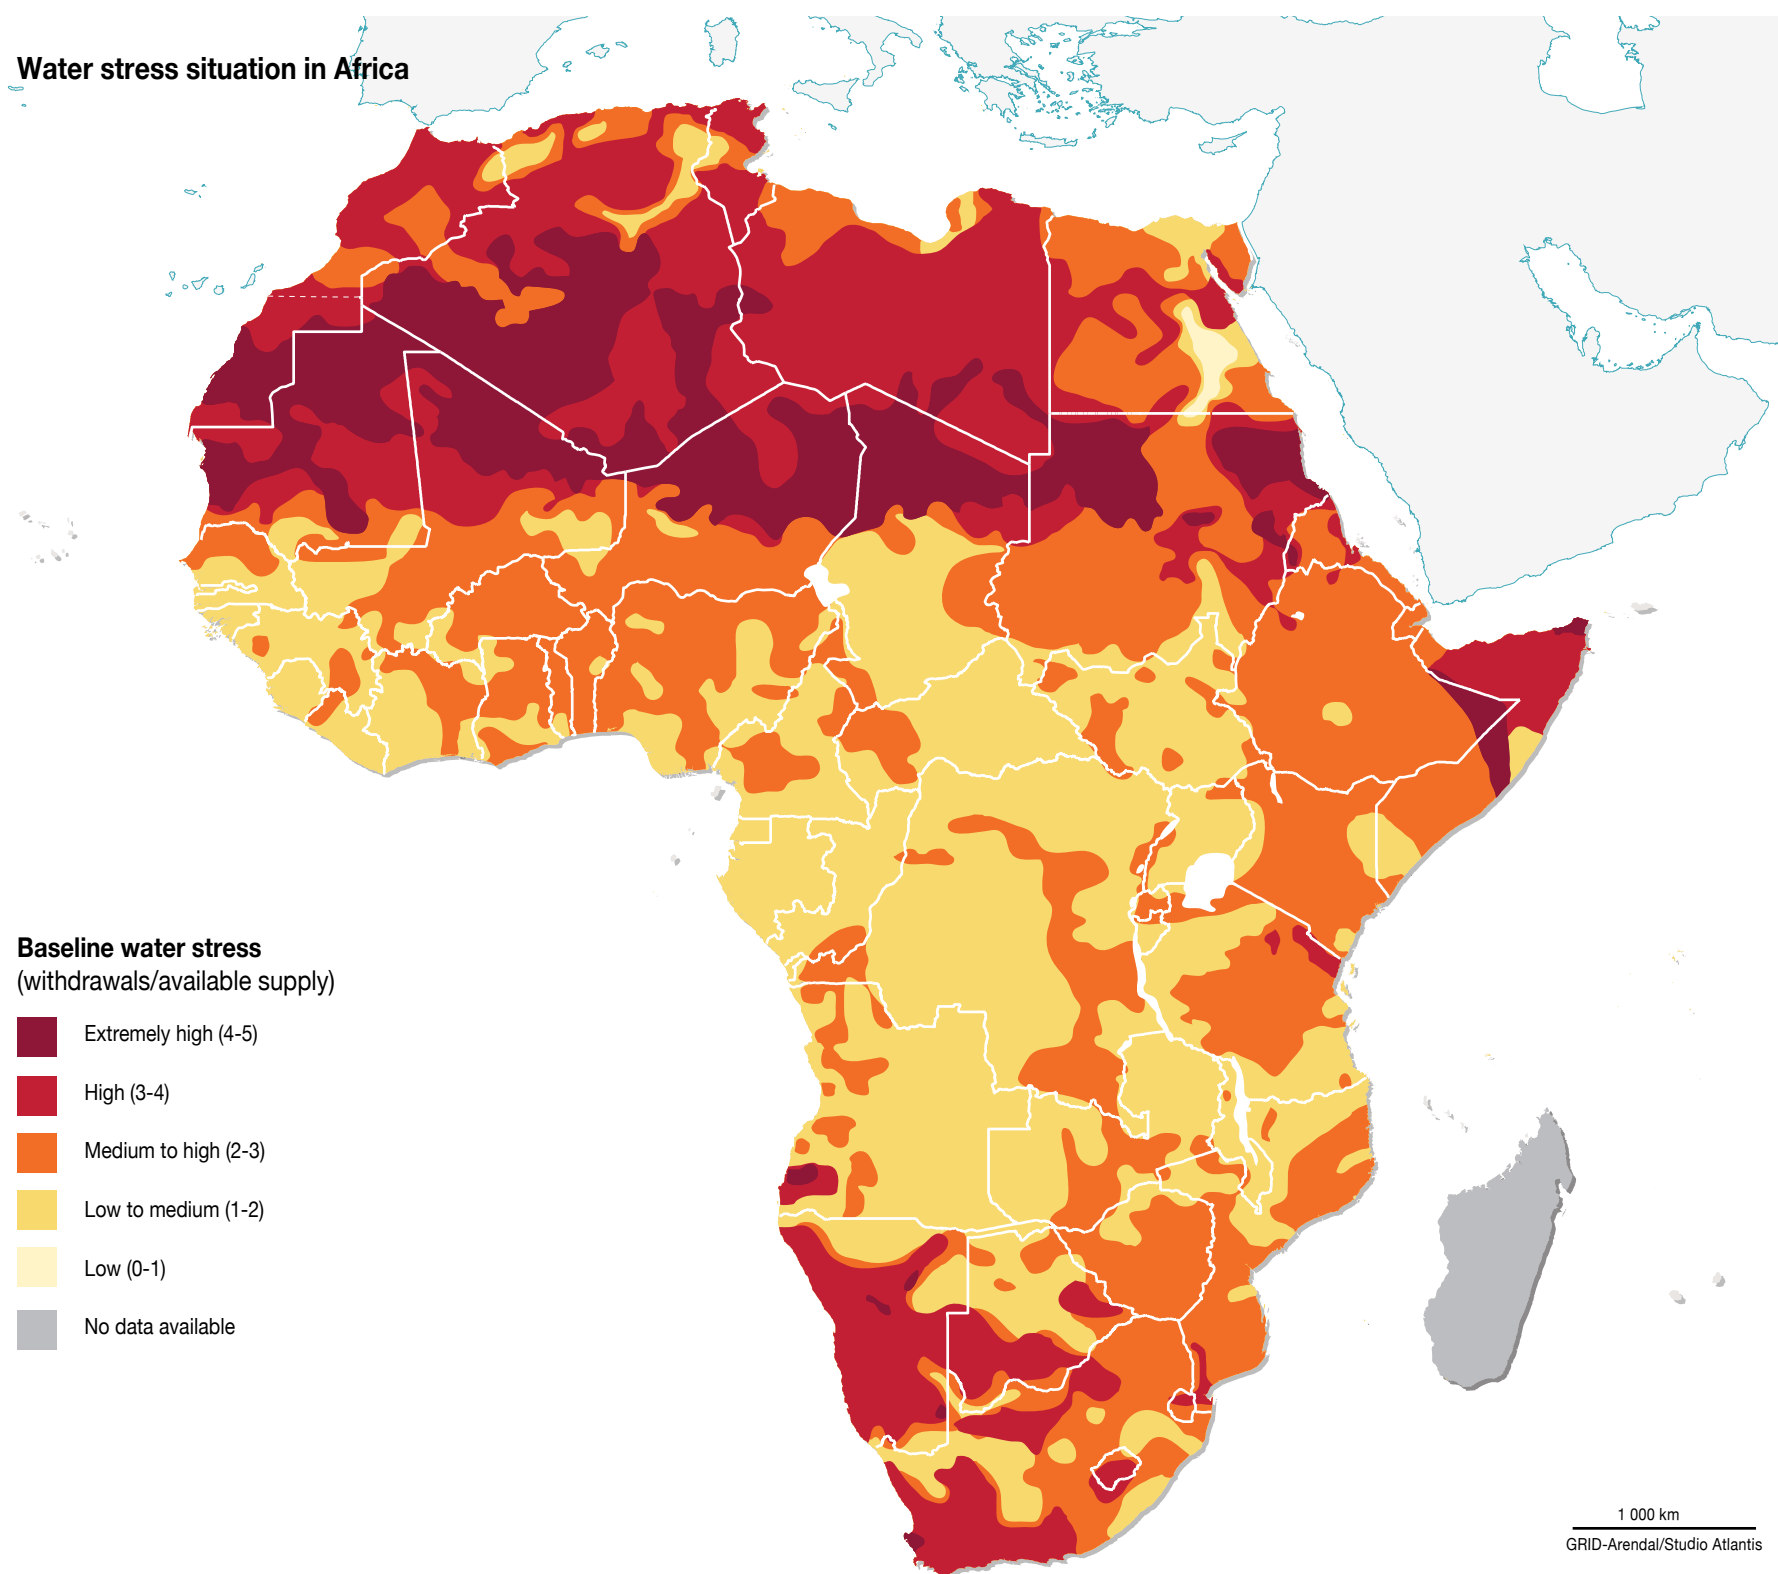 Water stress situation in Africa
Baseline water stress
(withdrawals/available supply)
Extremely high (4-5)
High (3-4)
Medium to high (2-3)
Low to medium (1-2)
Low (0-1)
No data available
1 000 km
GRID-Arendal/Studio Atlantis